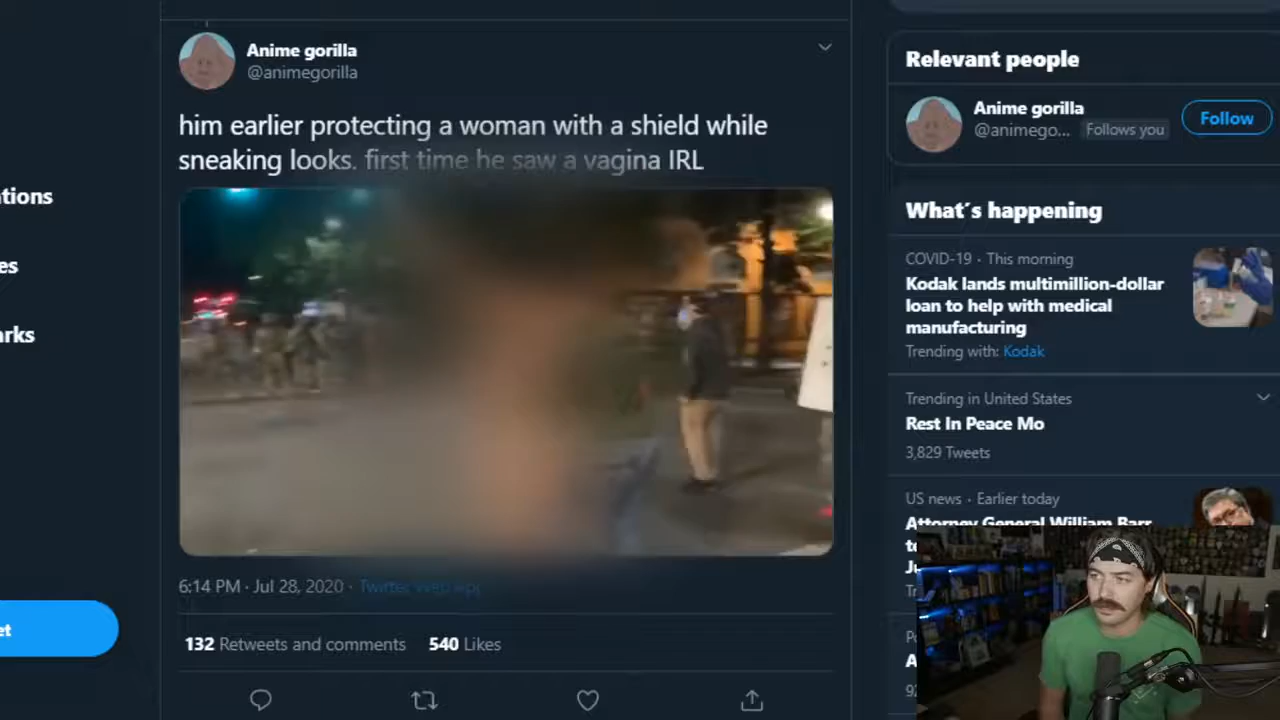 Anime gorilla
@animegorilla
him earlier protecting a woman with a shield while
sneaking looks. first time he saw a vagina IRL
6:14 PM · Jul 28, 2020 · Twitter Web App
132 Retweets and comments 540 Likes
tions
es
arks
et
Relevant people
Anime gorilla
@animego... Follows you
Follow
What's happening
COVID-19 · This morning
Kodak lands multimillion-dollar
loan to help with medical
manufacturing
Trending with: Kodak
Trending in United States
Rest In Peace Mo
3,829 Tweets
US news · Earlier today
Attorney General William Barr